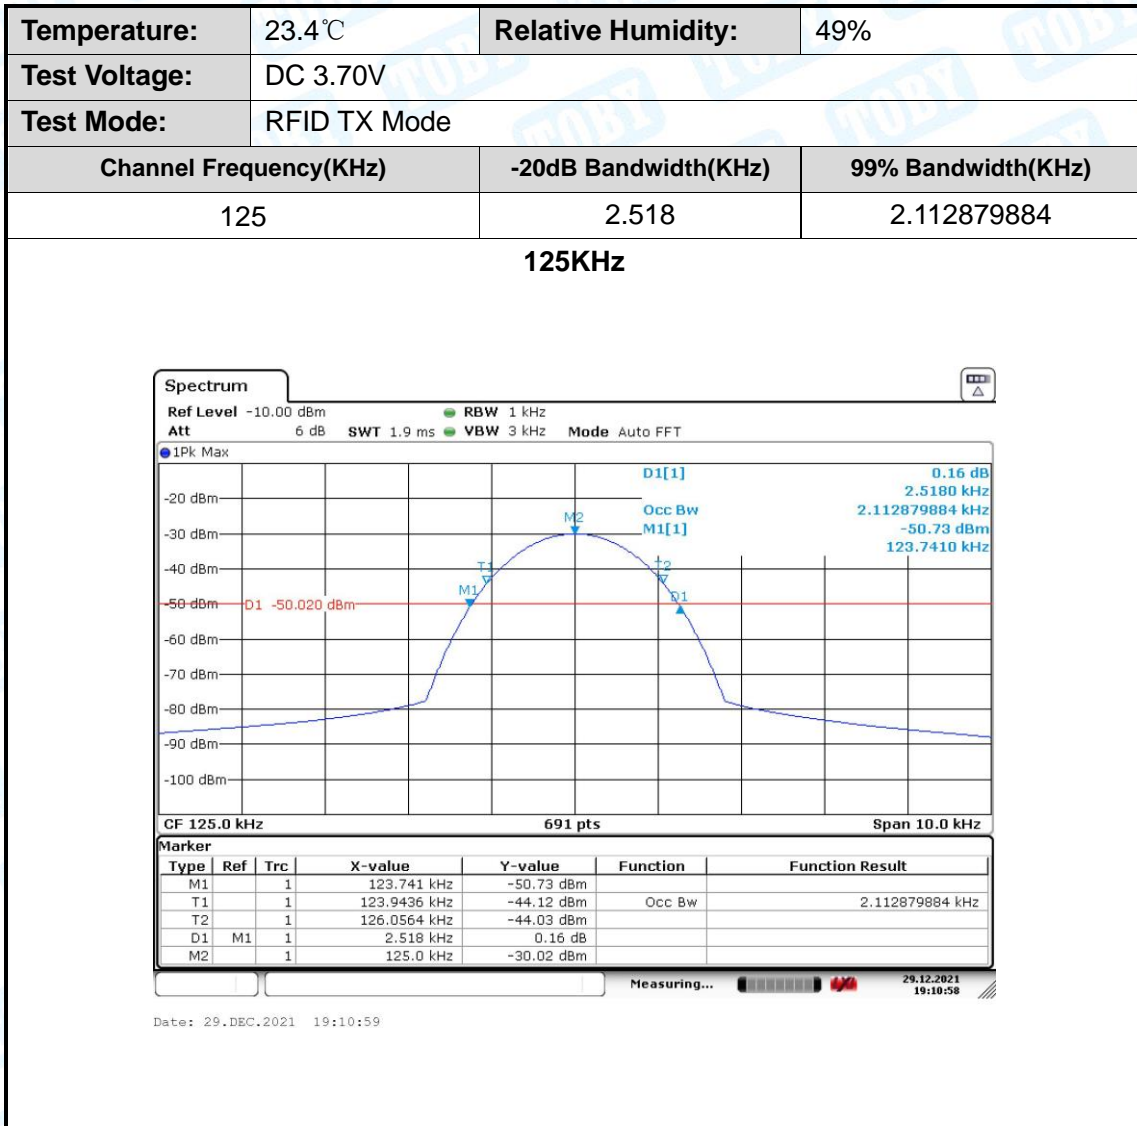 Temperature: 23.4℃ Relative Humidity: 49%
Test Voltage: DC 3.70V
Test Mode: RFID TX Mode
Channel Frequency(KHz) -20dB Bandwidth(KHz) 99% Bandwidth(KHz)
125 2.518 2.112879884
125KHz
Spectrum
Ref Level -10.00 dBm RBW 1 kHz
Att 6 dB SWT 1.9 ms VBW 3 kHz Mode Auto FFT
1Pk Max
D1[1] 0.16 dB
2.5180 kHz
Occ Bw 2.112879884 kHz
M1[1] -50.73 dBm
123.7410 kHz
-20 dBm
M2
-30 dBm
T1 T2
-40 dBm
M1 D1
-50 dBm D1 -50.020 dBm
-60 dBm
-70 dBm
-80 dBm
-90 dBm
-100 dBm
CF 125.0 kHz 691 pts Span 10.0 kHz
Marker
Type Ref Trc X-value Y-value Function Function Result
M1 1 123.741 kHz -50.73 dBm
T1 1 123.9436 kHz -44.12 dBm Occ Bw 2.112879884 kHz
T2 1 126.0564 kHz -44.03 dBm
D1 M1 1 2.518 kHz 0.16 dB
M2 1 125.0 kHz -30.02 dBm
Measuring... 29.12.2021
19:10:58
Date: 29.DEC.2021 19:10:59
TOBY